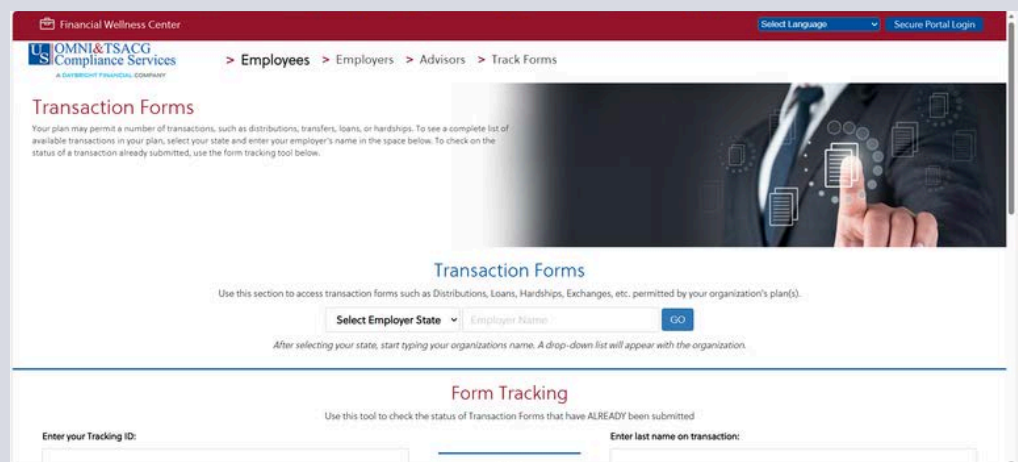 Financial Wellness Center
Select Language
Secure Portal Login
US OMNI&TSACG
Compliance Services
A DAYBRIGHT FINANCIAL COMPANY
> Employees > Employers > Advisors > Track Forms
Transaction Forms
Your plan may permit a number of transactions, such as distributions, transfers, loans, or hardships. To see a complete list of
available transactions in your plan, select your state and enter your employer's name in the space below. To check on the
status of a transaction already submitted, use the form tracking tool below.
Transaction Forms
Use this section to access transaction forms such as Distributions, Loans, Hardships, Exchanges, etc. permitted by your organization's plan(s).
Select Employer State
Employer Name
GO
After selecting your state, start typing your organizations name. A drop-down list will appear with the organization.
Form Tracking
Use this tool to check the status of Transaction Forms that have ALREADY been submitted
Enter your Tracking ID:
Enter last name on transaction: